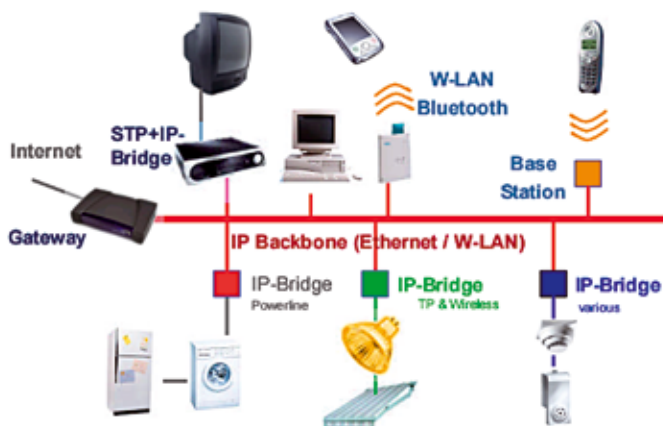 W-LAN
Bluetooth
STP+IP-
Bridge
Internet
Base
Station
Gateway
IP Backbone (Ethernet / W-LAN)
IP-Bridge
Powerline
IP-Bridge
TP & Wireless
IP-Bridge
various